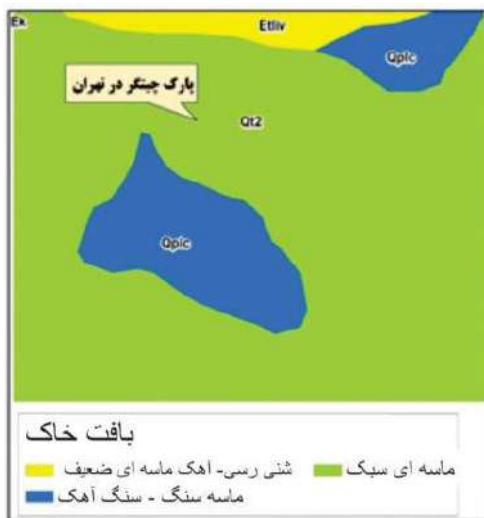 Ek
Etliv
Qplc
پارک چیتگر در تهران
Qt2
Qplc
بافت خاک
ماسه ای سبک
شنی رسی- آهک ماسه ای ضعیف
ماسه سنگ - سنگ آهک